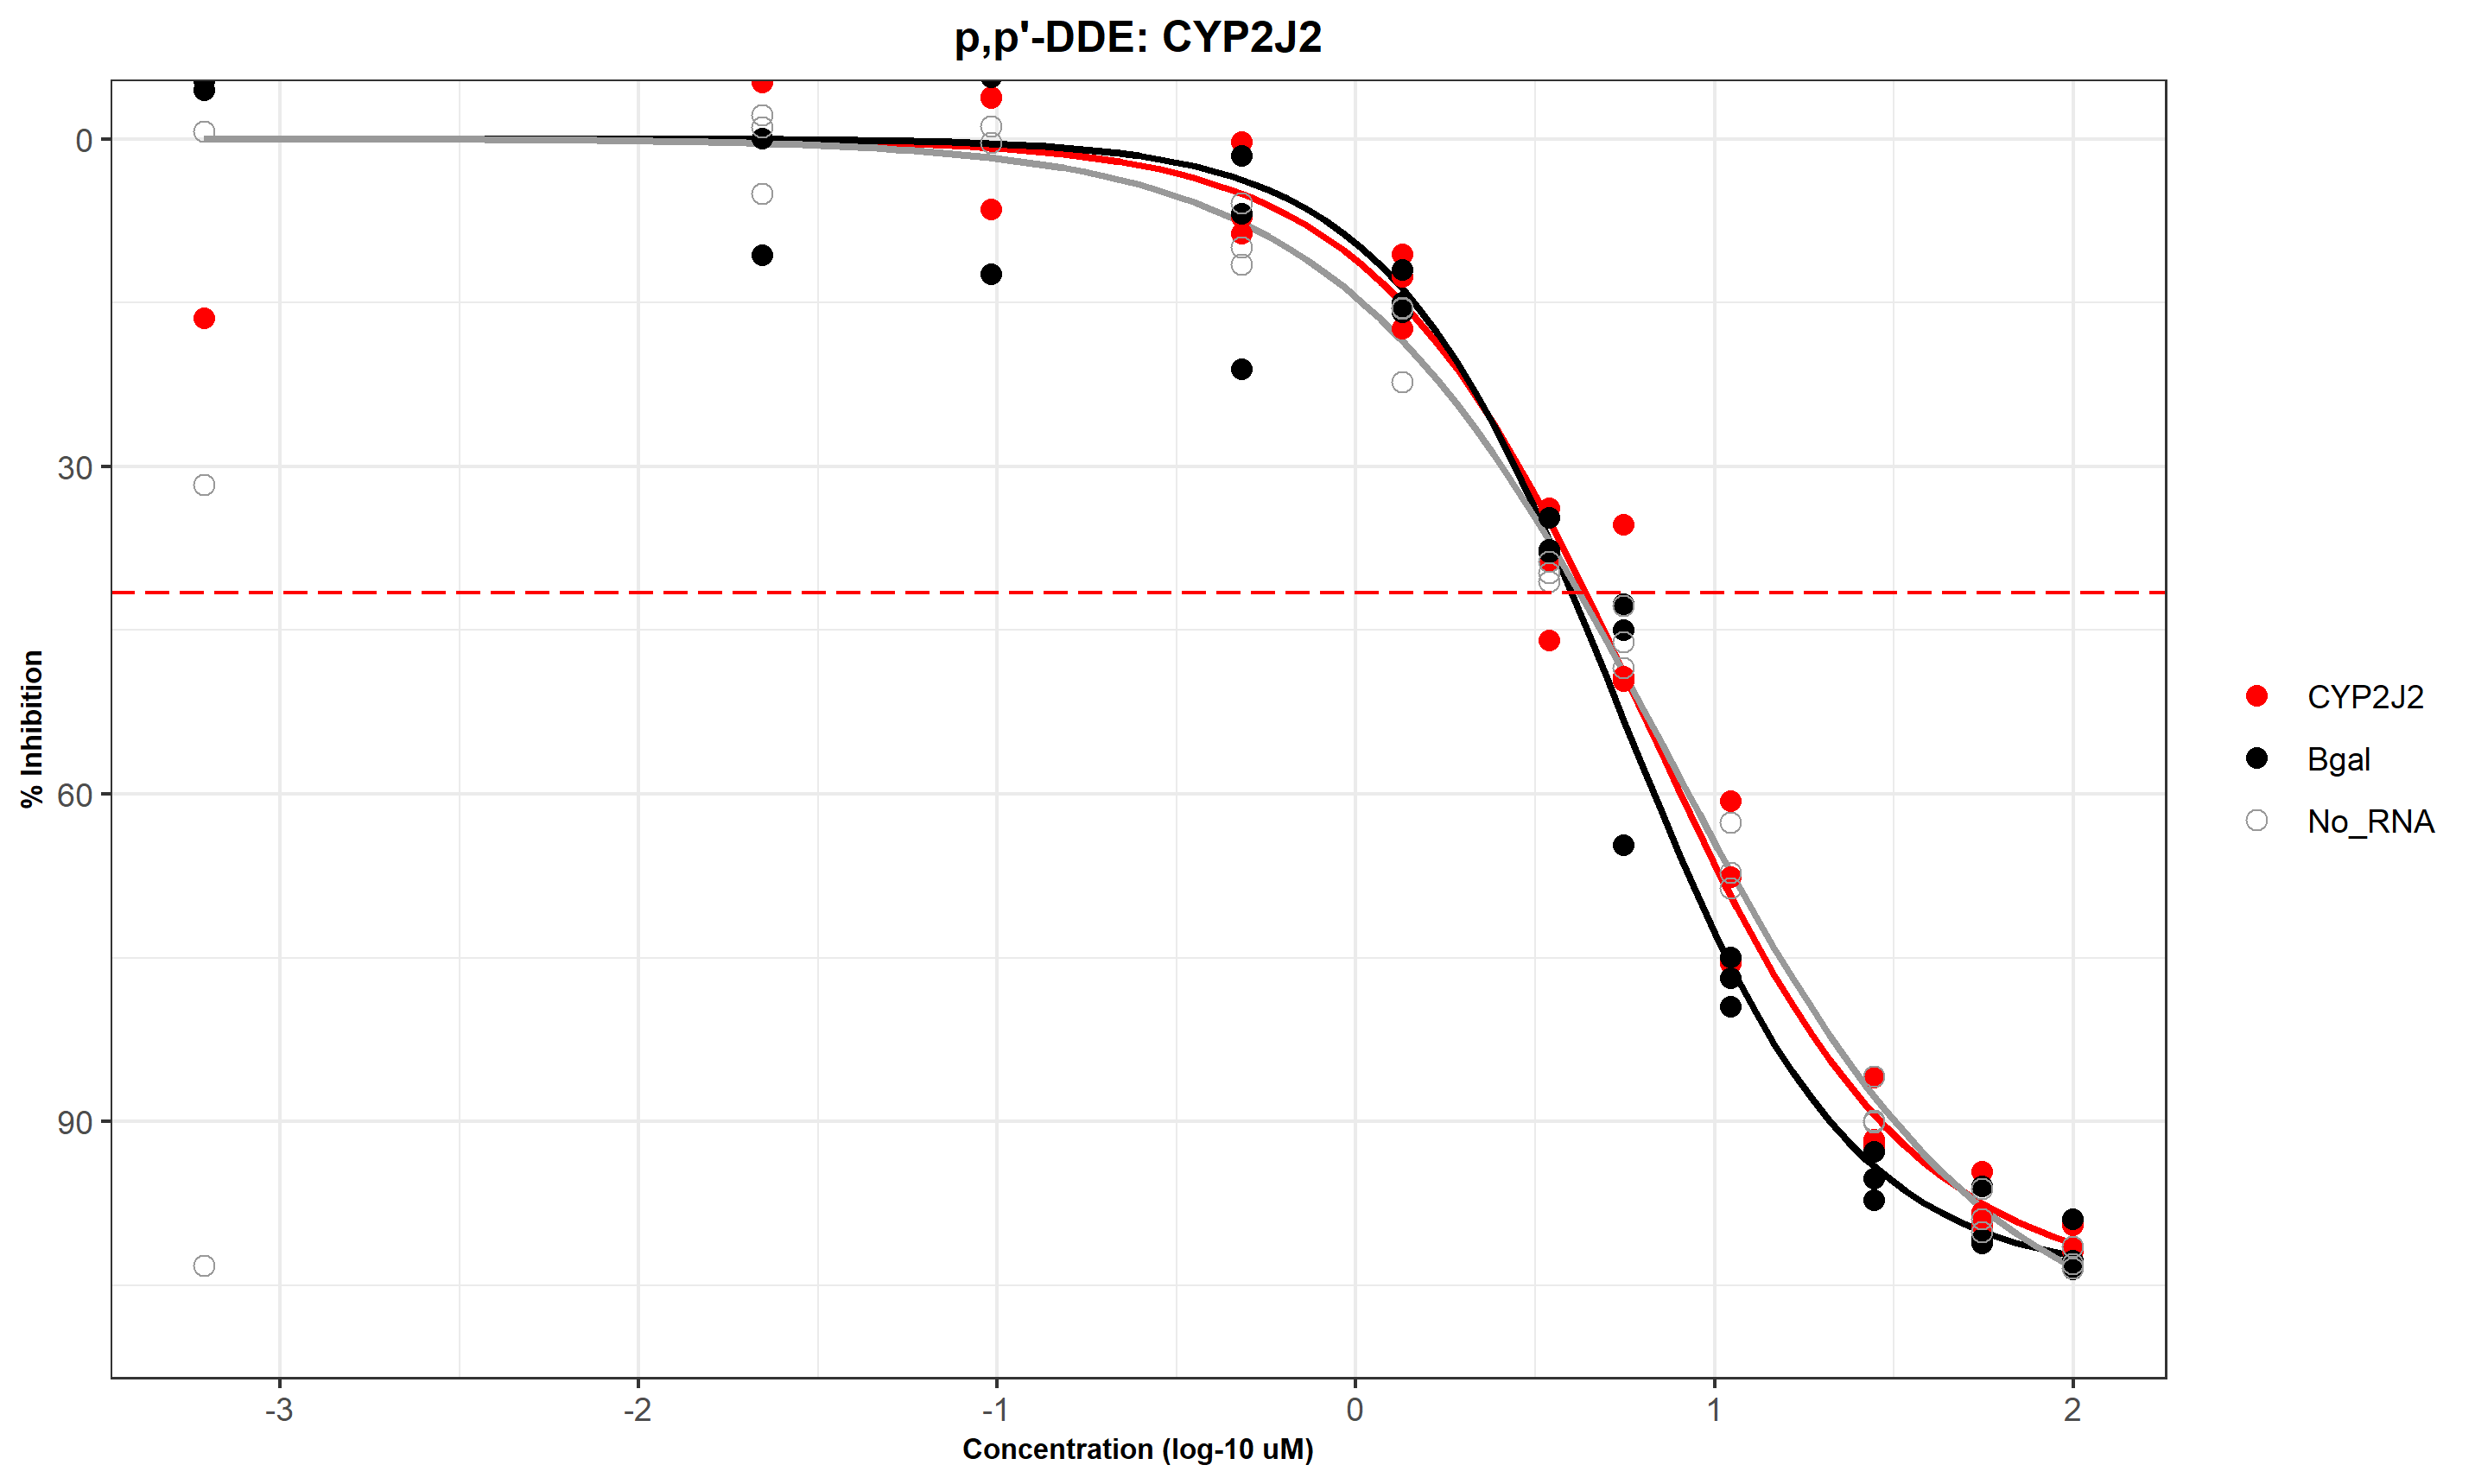 p,p'-DDE: CYP2J2
% Inhibition
0
30
60
90
-3
-2
-1
0
1
2
Concentration (log-10 uM)
CYP2J2
Bgal
No_RNA